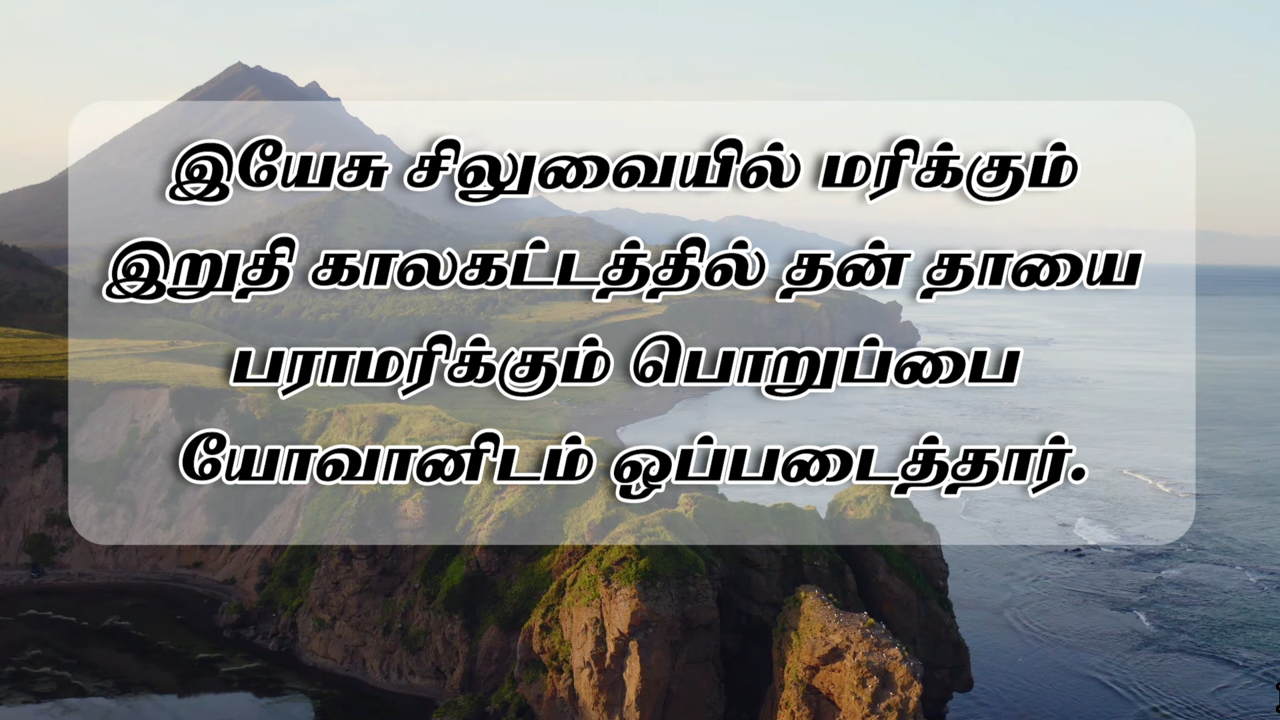 இயேசு சிலுவையில் மரிக்கும்
இறுதி காலகட்டத்தில் தன் தாயை
பராமரிக்கும் பொறுப்பை
யோவானிடம் ஒப்படைத்தார்.